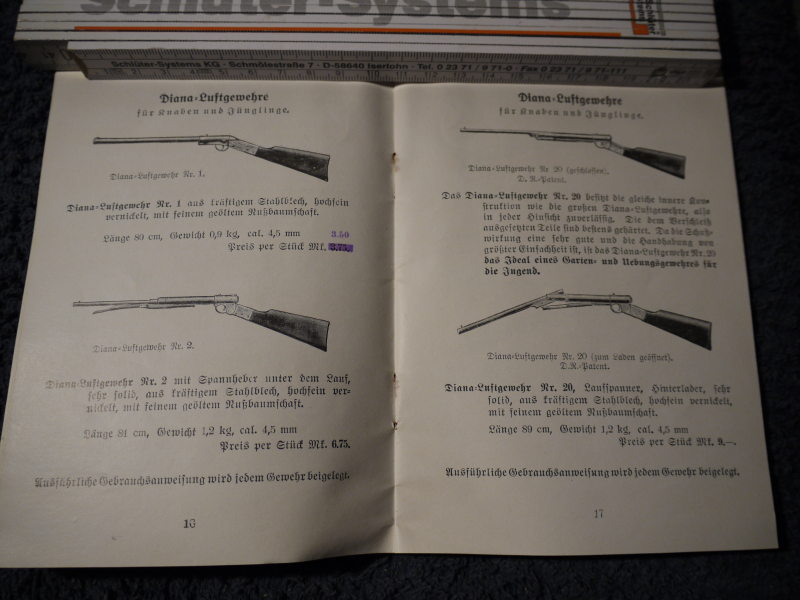 Schlüter-Systems
Schlüter-Systems KG · Schmölestraße 7 · D-58640 Iserlohn · Tel. 0 23 71 / 9 71-0 · Fax 0 23 71 / 9 71-111
Diana-Luftgewehre
für Knaben und Jünglinge.
Diana-Luftgewehr Nr. 1.
Diana-Luftgewehr Nr. 1 aus kräftigem Stahlblech, hochfein
vernickelt, mit feinem geölten Nußbaumschaft.
Länge 80 cm, Gewicht 0,9 kg, cal. 4,5 mm
3.50
Preis per Stück Mk. 3.75.
Diana-Luftgewehr Nr. 2.
Diana-Luftgewehr Nr. 2 mit Spannhebel unter dem Lauf,
sehr solid, aus kräftigem Stahlblech, hochfein ver-
nickelt, mit feinem geölten Nußbaumschaft.
Länge 81 cm, Gewicht 1,2 kg, cal. 4,5 mm
Preis per Stück Mk. 6.75.
Ausführliche Gebrauchsanweisung wird jedem Gewehr beigelegt.
16
Diana-Luftgewehre
für Knaben und Jünglinge.
Diana-Luftgewehr Nr 20 (geschlossen).
D. R.-Patent.
Das Diana-Luftgewehr Nr. 20 besitzt die gleiche innere Kon-
struktion wie die großen Diana-Luftgewehre, also
in jeder Hinsicht zuverlässig. Die dem Verschleiß
ausgesetzten Teile sind bestens gehärtet. Da die Schuß-
wirkung eine sehr gute und die Handhabung von
größter Einfachheit ist, ist das Diana-Luftgewehr Nr. 20
das Ideal eines Garten- und Uebungsgewehres für
die Jugend.
Diana-Luftgewehr Nr. 20 (zum Laden geöffnet).
D.R.-Patent.
Diana-Luftgewehr Nr. 20, Laufspanner, Hinterlader, sehr
solid, aus kräftigem Stahlblech, hochfein vernickelt,
mit feinem geölten Nußbaumschaft.
Länge 89 cm, Gewicht 1,2 kg, cal. 4,5 mm
Preis per Stück Mk. 9,—.
Ausführliche Gebrauchsanweisung wird jedem Gewehr beigelegt.
17